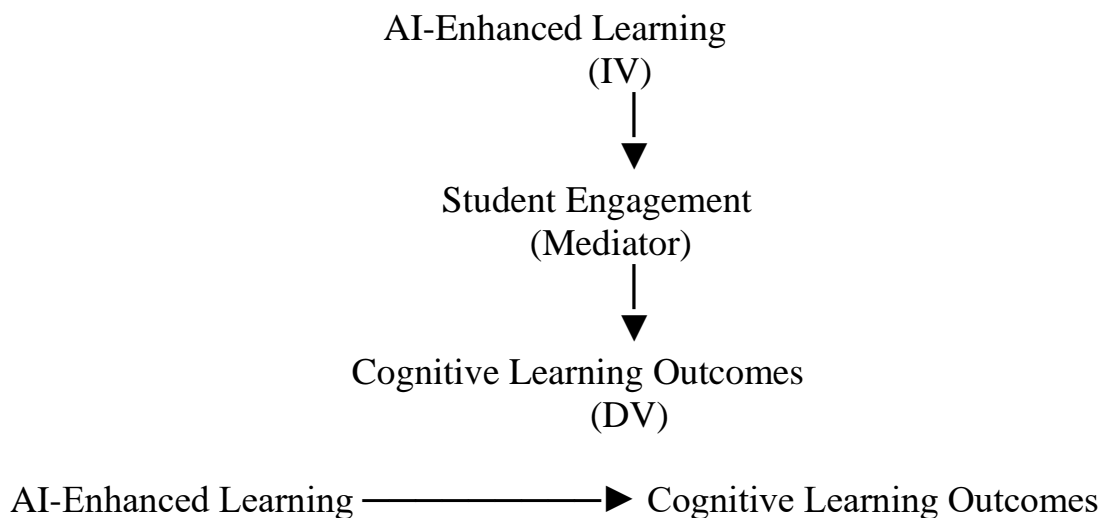 AI-Enhanced Learning
(IV)
Student Engagement
(Mediator)
Cognitive Learning Outcomes
(DV)
AI-Enhanced Learning Cognitive Learning Outcomes